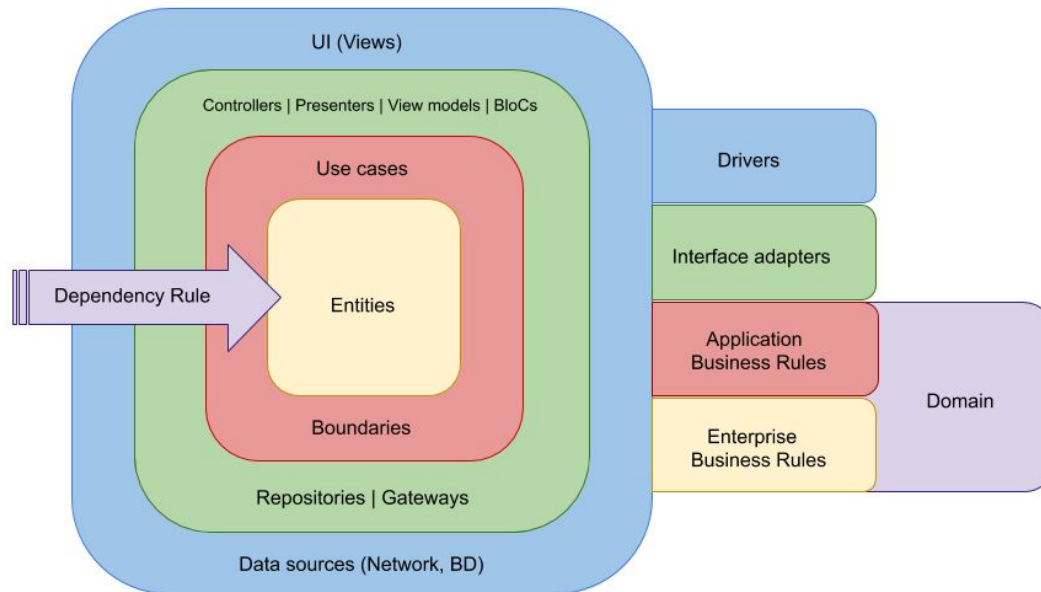 UI (Views)
Controllers | Presenters | View models | BloCs
Use cases
Entities
Dependency Rule
Boundaries
Repositories | Gateways
Data sources (Network, BD)
Drivers
Interface adapters
Application
Business Rules
Enterprise
Business Rules
Domain